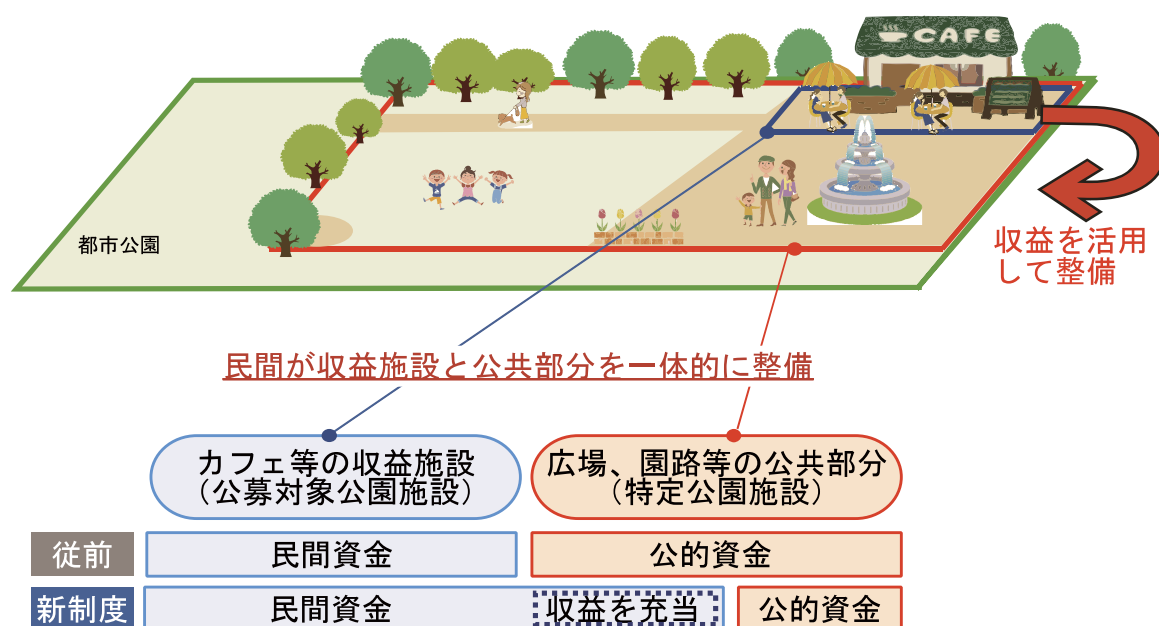 CAFE
都市公園
収益を活用
して整備
民間が収益施設と公共部分を一体的に整備
カフェ等の収益施設
（公募対象公園施設）
広場、園路等の公共部分
（特定公園施設）
従前
民間資金
公的資金
新制度
民間資金
収益を充当
公的資金